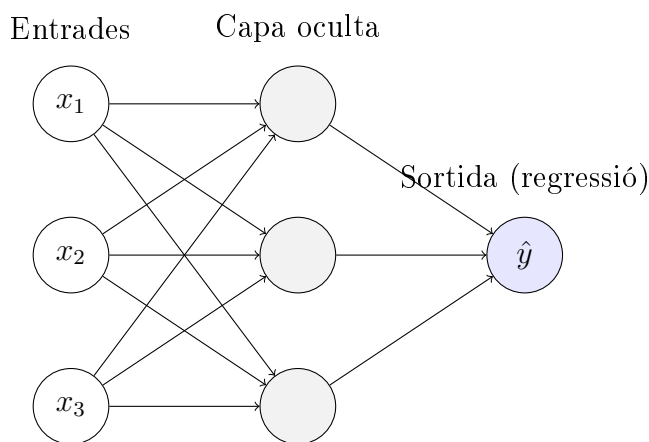 Entrades
Capa oculta
x₁
Sortida (regressió)
x₂
ŷ
x₃